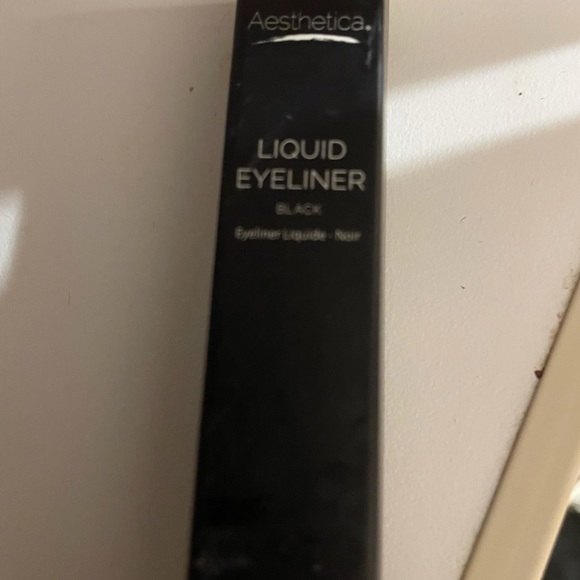 Aesthetica.
LIQUID
EYELINER
BLACK
Eyeliner Liquide - Noir